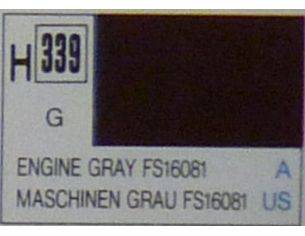 H 339
G
ENGINE GRAY FS16081 A
MASCHINEN GRAU FS16081 US